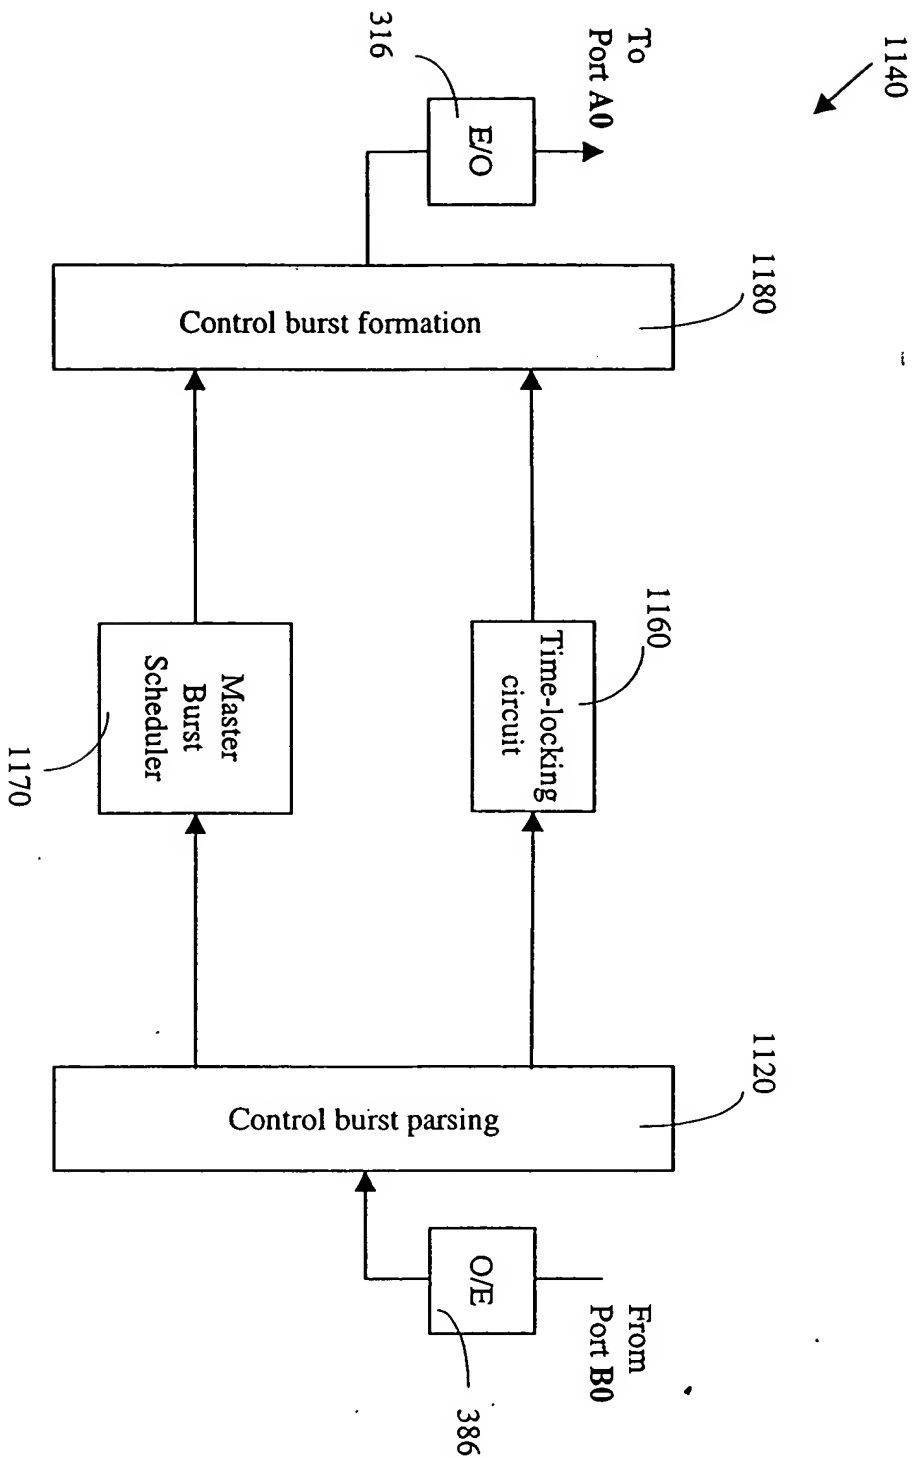 1140
To
Port A0
316
E/O
1180
Control burst formation
1160
Time-locking
circuit
Master
Burst
Scheduler
1170
1120
Control burst parsing
O/E
From
Port B0
386